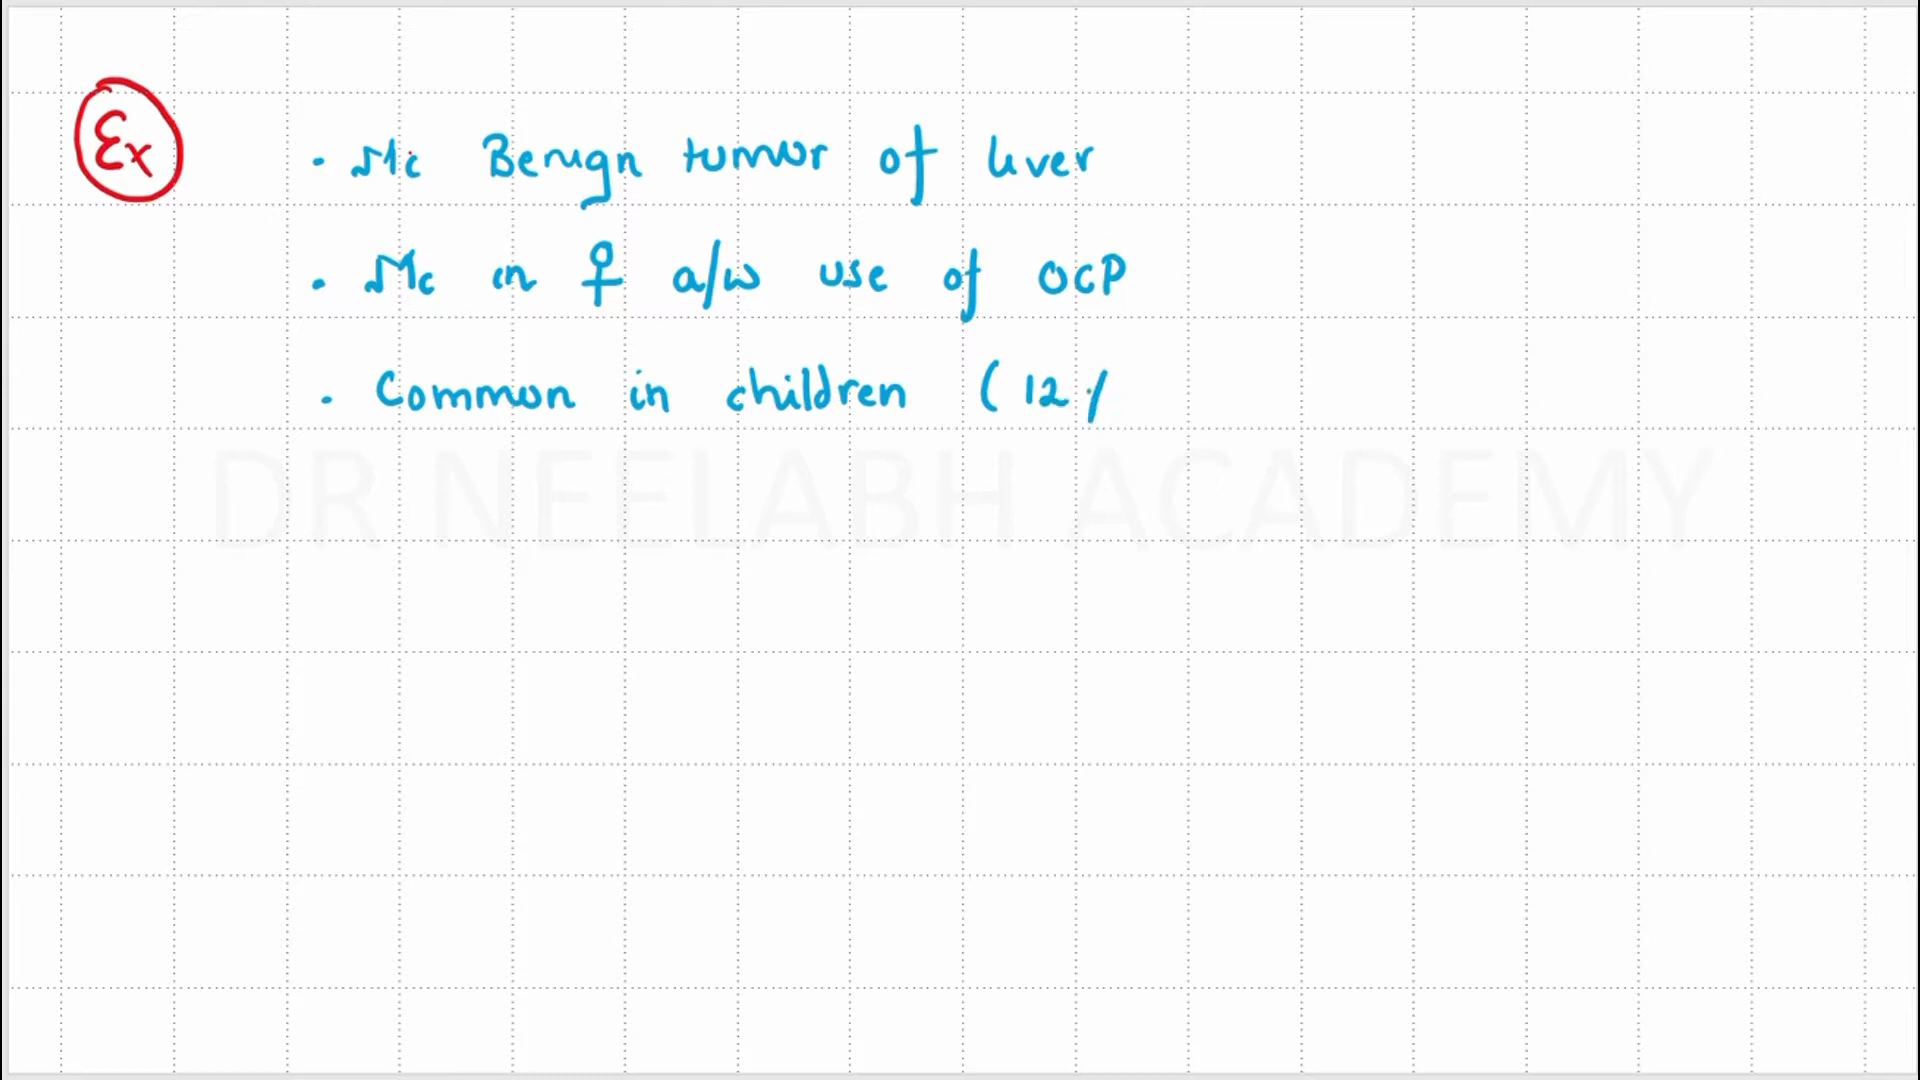 Ex
· Mc Benign tumor of liver
· Mc in ♀ a/w use of OCP
· Common in children ( 12 /
DR NEELABH ACADEMY